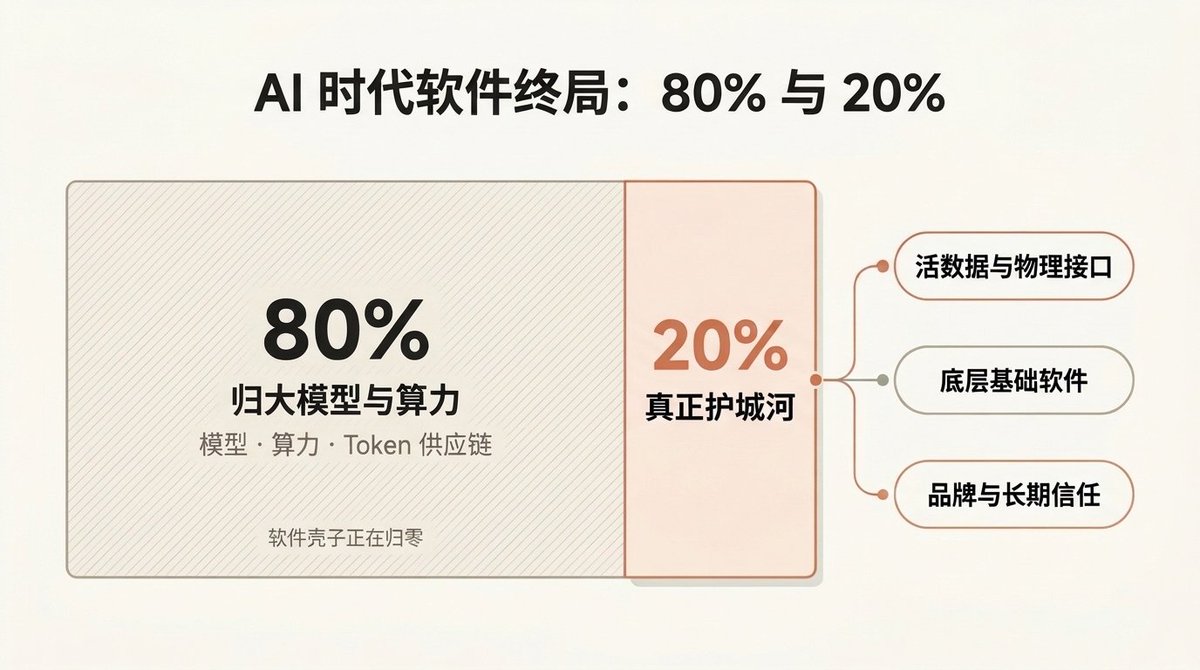 AI 时代软件终局：80% 与 20%
80%
归大模型与算力
模型 · 算力 · Token 供应链
软件壳子正在归零
20%
真正护城河
活数据与物理接口
底层基础软件
品牌与长期信任